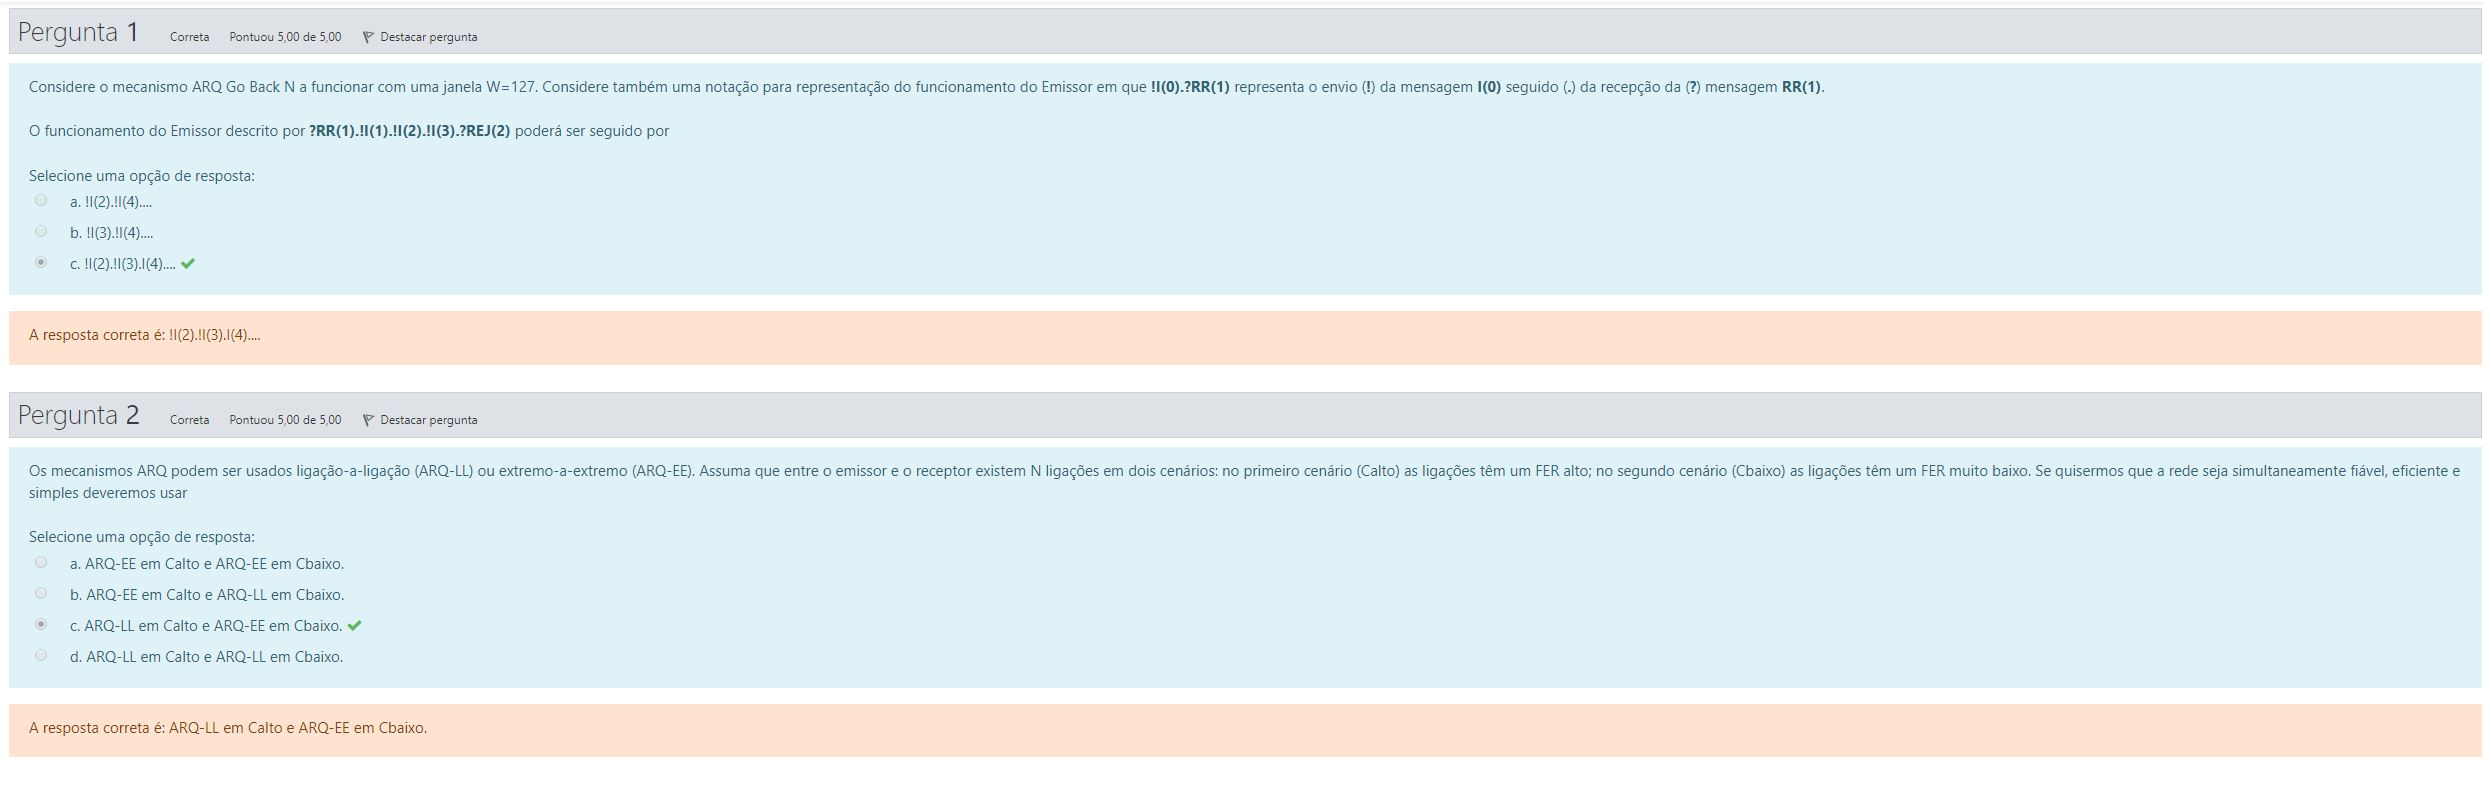 Pergunta 1 Correta Pontuou 5,00 de 5,00 Destacar pergunta
Considere o mecanismo ARQ Go Back N a funcionar com uma janela W=127. Considere também uma notação para representação do funcionamento do Emissor em que !I(0).?RR(1) representa o envio (!) da mensagem I(0) seguido (.) da recepção da (?) mensagem RR(1).
O funcionamento do Emissor descrito por ?RR(1).!I(1).!I(2).!I(3).?REJ(2) poderá ser seguido por
Selecione uma opção de resposta:
a. !I(2).!I(4)....
b. !I(3).!I(4)....
c. !I(2).!I(3).I(4)....
A resposta correta é: !I(2).!I(3).I(4)....
Pergunta 2 Correta Pontuou 5,00 de 5,00 Destacar pergunta
Os mecanismos ARQ podem ser usados ligação-a-ligação (ARQ-LL) ou extremo-a-extremo (ARQ-EE). Assuma que entre o emissor e o receptor existem N ligações em dois cenários: no primeiro cenário (Calto) as ligações têm um FER alto; no segundo cenário (Cbaixo) as ligações têm um FER muito baixo. Se quisermos que a rede seja simultaneamente fiável, eficiente e
simples deveremos usar
Selecione uma opção de resposta:
a. ARQ-EE em Calto e ARQ-EE em Cbaixo.
b. ARQ-EE em Calto e ARQ-LL em Cbaixo.
c. ARQ-LL em Calto e ARQ-EE em Cbaixo.
d. ARQ-LL em Calto e ARQ-LL em Cbaixo.
A resposta correta é: ARQ-LL em Calto e ARQ-EE em Cbaixo.